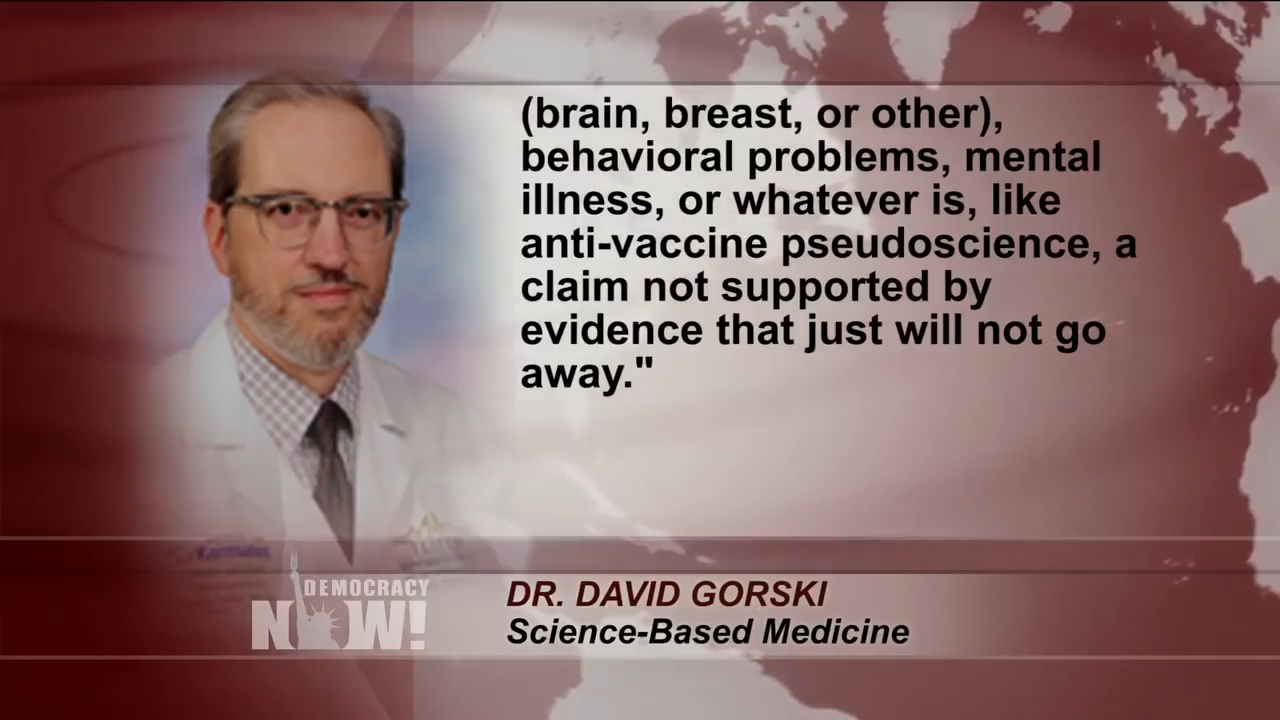 (brain, breast, or other),
behavioral problems, mental
illness, or whatever is, like
anti-vaccine pseudoscience, a
claim not supported by
evidence that just will not go
away."
DEMOCRACY
NOW!
DR. DAVID GORSKI
Science-Based Medicine